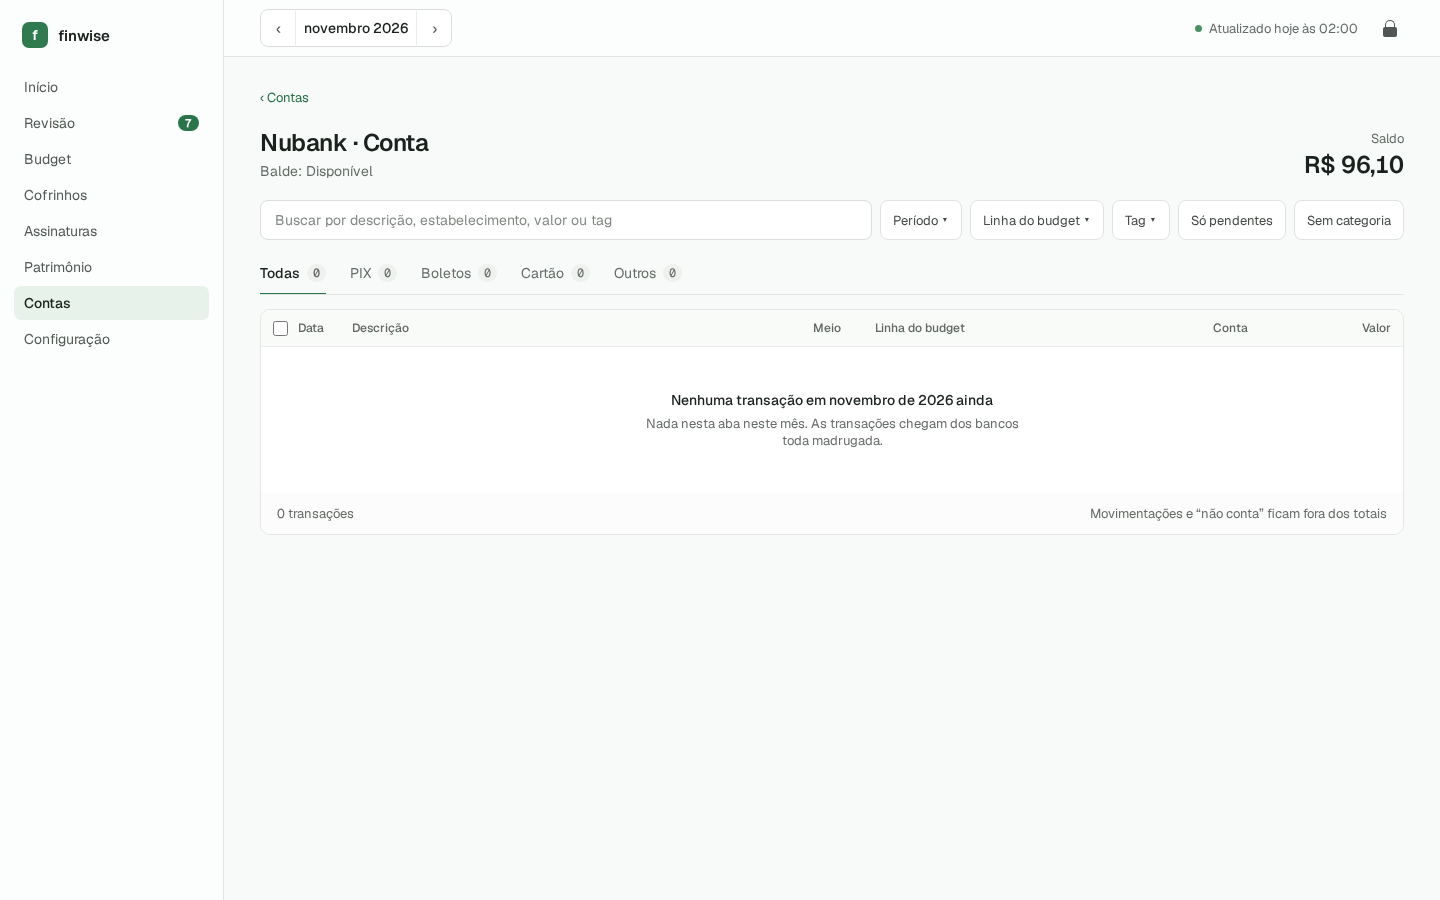 f finwise
Início
Revisão 7
Budget
Cofrinhos
Assinaturas
Patrimônio
Contas
Configuração
‹ novembro 2026 ›
Atualizado hoje às 02:00
‹ Contas
Nubank · Conta
Balde: Disponível
Saldo
R$ 96,10
Buscar por descrição, estabelecimento, valor ou tag
Período ▾
Linha do budget ▾
Tag ▾
Só pendentes
Sem categoria
Todas 0
PIX 0
Boletos 0
Cartão 0
Outros 0
Data Descrição Meio Linha do budget Conta Valor
Nenhuma transação em novembro de 2026 ainda
Nada nesta aba neste mês. As transações chegam dos bancos
toda madrugada.
0 transações
Movimentações e “não conta” ficam fora dos totais